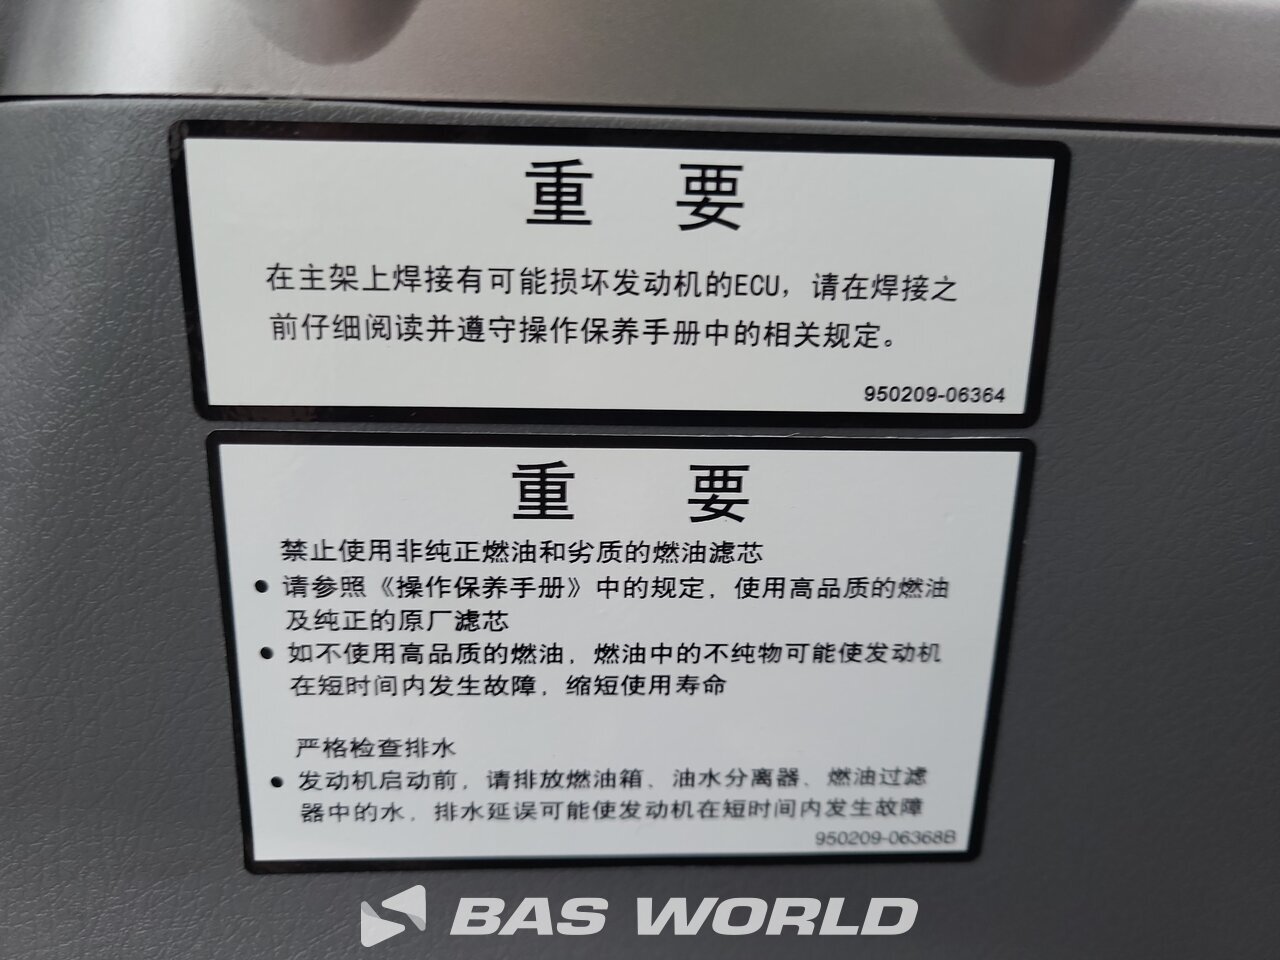 重 要
在主架上焊接有可能损坏发动机的ECU，请在焊接之
前仔细阅读并遵守操作保养手册中的相关规定。
950209-06364
重 要
禁止使用非纯正燃油和劣质的燃油滤芯
● 请参照《操作保养手册》中的规定，使用高品质的燃油
及纯正的原厂滤芯
● 如不使用高品质的燃油，燃油中的不纯物可能使发动机
在短时间内发生故障，缩短使用寿命
严格检查排水
● 发动机启动前，请排放燃油箱、油水分离器、燃油过滤
器中的水，排水延误可能使发动机在短时间内发生故障
950209-06368B
BAS WORLD